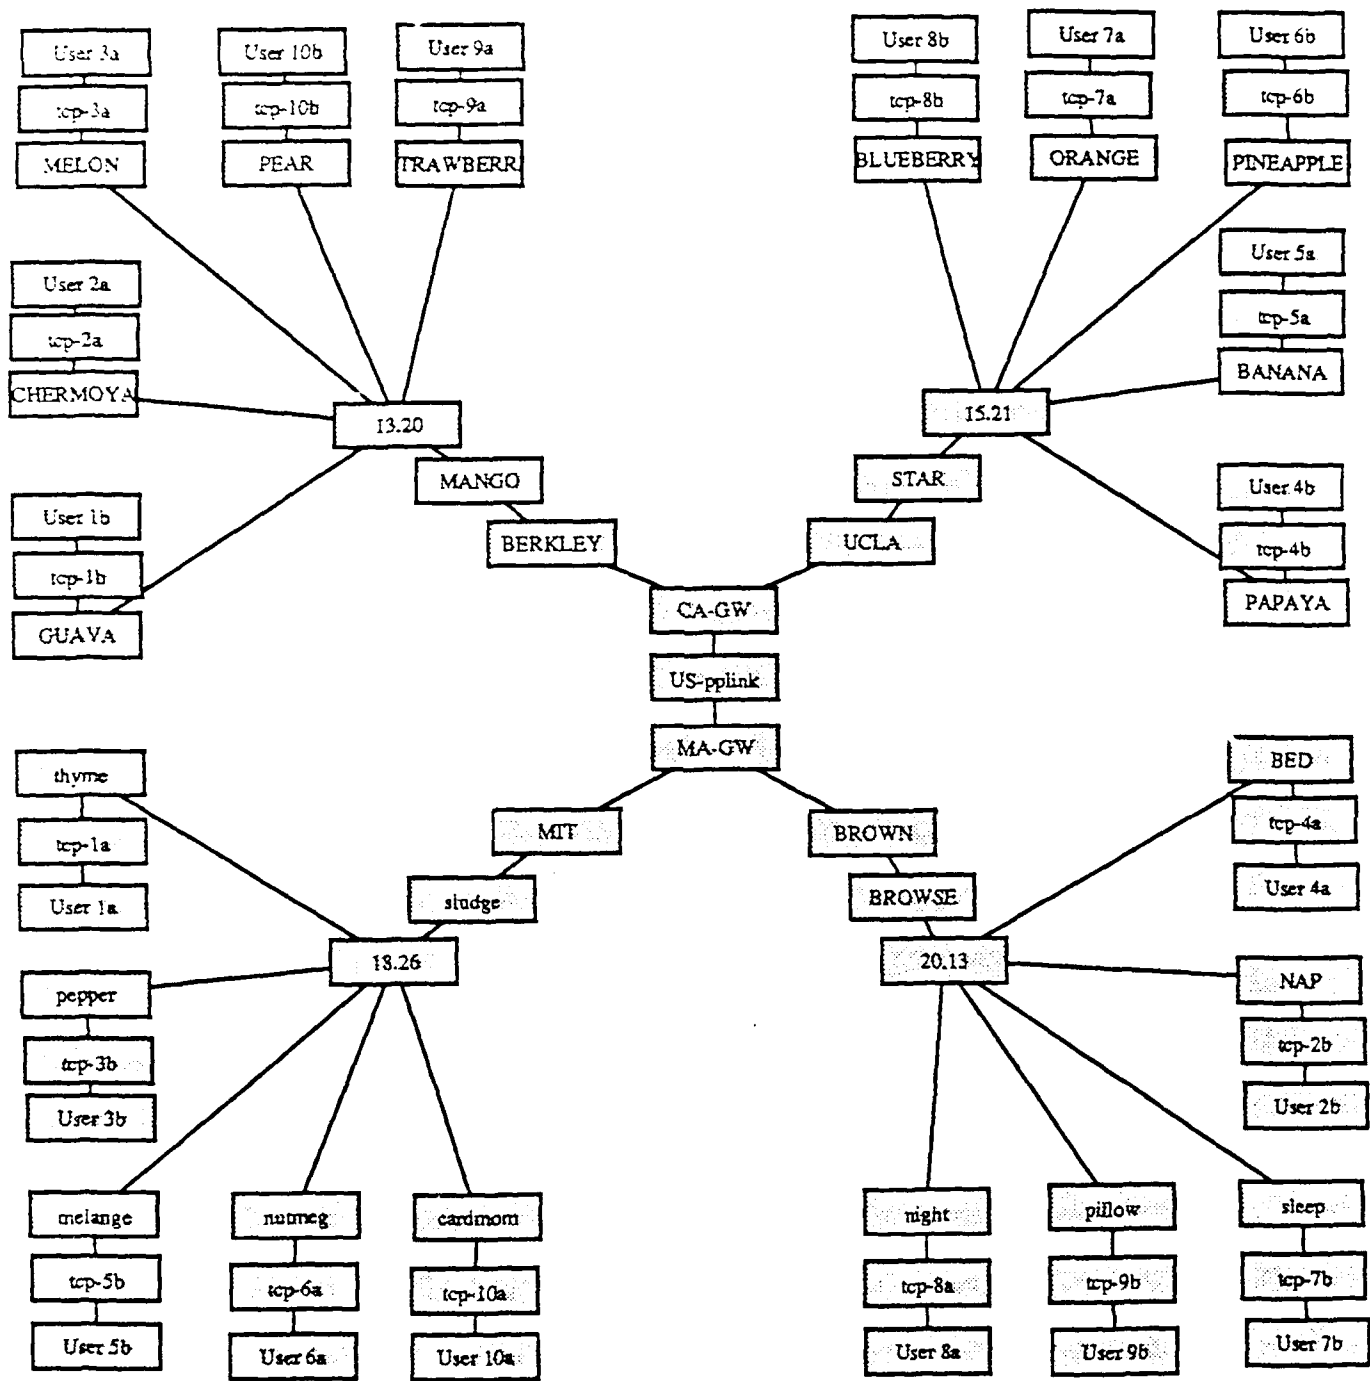 User 3a
User 10b
User 9a
User 8b
User 7a
User 6b
tcp-3a
tcp-10b
tcp-9a
tcp-8b
tcp-7a
tcp-6b
MELON
PEAR
TRAWBERR
BLUEBERRY
ORANGE
PINEAPPLE
User 2a
User 5a
tcp-2a
tcp-5a
CHERMOYA
BANANA
13.20
15.21
MANGO
STAR
User 1b
User 4b
BERKLEY
UCLA
tcp-1b
tcp-4b
GUAVA
CA-GW
PAPAYA
US-pplink
MA-GW
thyme
BED
MIT
BROWN
tcp-1a
tcp-4a
User 1a
sludge
BROWSE
User 4a
18.26
20.13
pepper
NAP
tcp-3b
tcp-2b
User 3b
User 2b
melange
nutmeg
cardmom
night
pillow
sleep
tcp-5b
tcp-6a
tcp-10a
tcp-8a
tcp-9b
tcp-7b
User 5b
User 6a
User 10a
User 8a
User 9b
User 7b